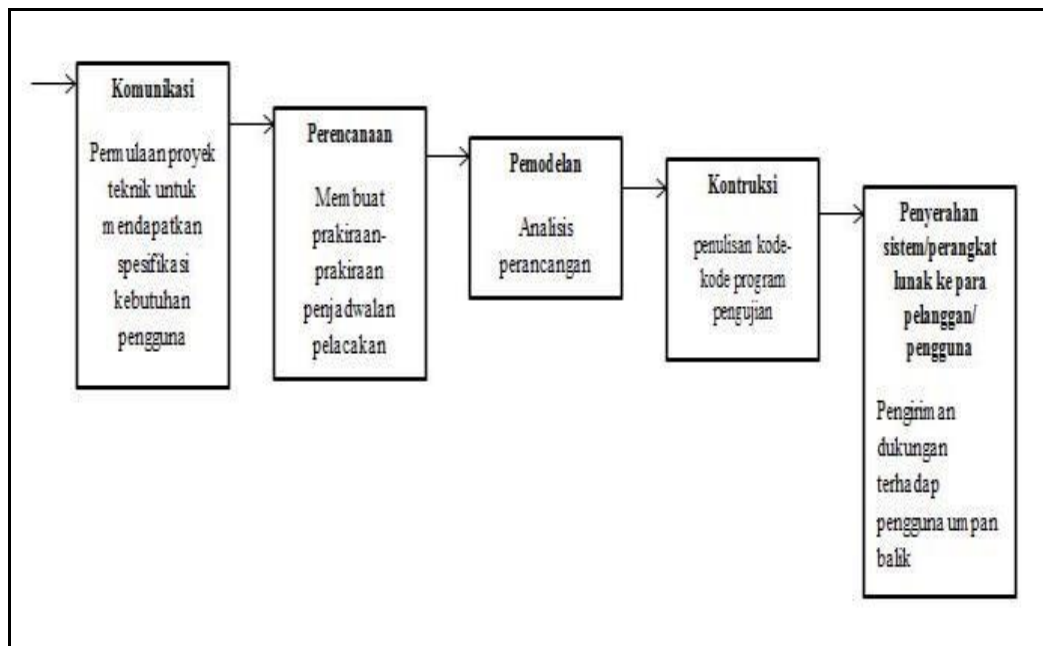 Komunikasi
Permulaan proyek
teknik untuk
mendapatkan
spesifikasi
kebutuhan
pengguna
Perencanaan
Membuat
prakiraan-
prakiraan
penjadwalan
pelacakan
Pemodelan
Analisis
perancangan
Kontruksi
penulisan kode-
kode program
pengujian
Penyerahan
sistem/perangkat
lunak ke para
pelanggan/
pengguna
Pengiriman
dukungan
terhadap
pengguna umpan
balik